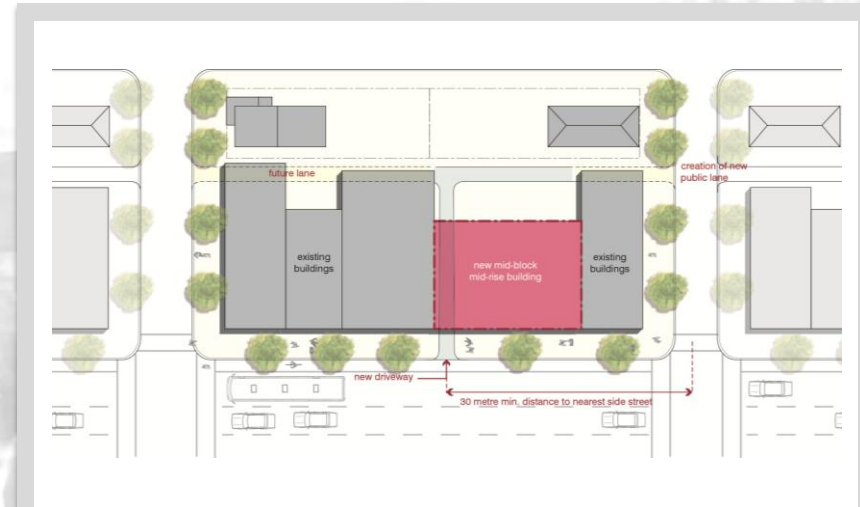 future lane
creation of new
public lane
existing
buildings
new mid-block
mid-rise building
existing
buildings
new driveway
30 metre min, distance to nearest side street